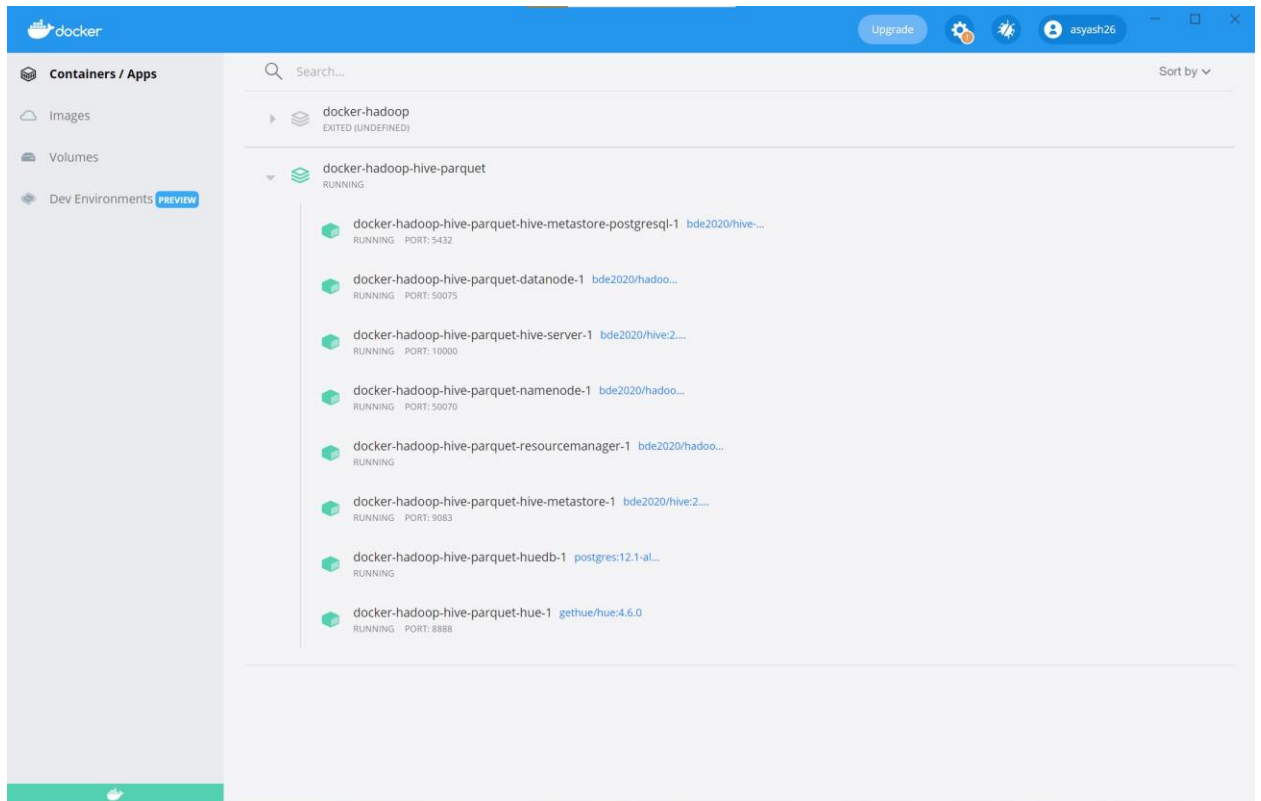 docker
Upgrade
asyash26
Containers / Apps
Images
Volumes
Dev Environments PREVIEW
Search...
Sort by
docker-hadoop
EXITED (UNDEFINED)
docker-hadoop-hive-parquet
RUNNING
docker-hadoop-hive-parquet-hive-metastore-postgresql-1 bde2020/hive-...
RUNNING PORT: 5432
docker-hadoop-hive-parquet-datanode-1 bde2020/hadoo...
RUNNING PORT: 50075
docker-hadoop-hive-parquet-hive-server-1 bde2020/hive:2....
RUNNING PORT: 10000
docker-hadoop-hive-parquet-namenode-1 bde2020/hadoo...
RUNNING PORT: 50070
docker-hadoop-hive-parquet-resourcemanager-1 bde2020/hadoo...
RUNNING
docker-hadoop-hive-parquet-hive-metastore-1 bde2020/hive:2....
RUNNING PORT: 9083
docker-hadoop-hive-parquet-huedb-1 postgres:12.1-al...
RUNNING
docker-hadoop-hive-parquet-hue-1 gethue/hue:4.6.0
RUNNING PORT: 8888